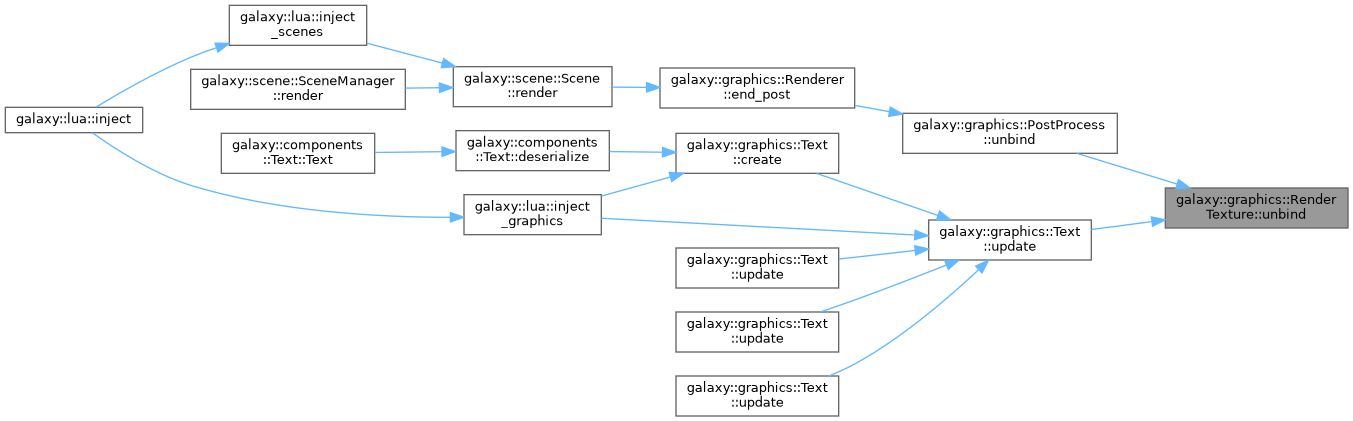 galaxy::lua::inject
_scenes
galaxy::scene::SceneManager
::render
galaxy::scene::Scene
::render
galaxy::graphics::Renderer
::end_post
galaxy::lua::inject
galaxy::graphics::PostProcess
::unbind
galaxy::components
::Text::Text
galaxy::components
::Text::deserialize
galaxy::graphics::Text
::create
galaxy::graphics::Render
Texture::unbind
galaxy::lua::inject
_graphics
galaxy::graphics::Text
::update
galaxy::graphics::Text
::update
galaxy::graphics::Text
::update
galaxy::graphics::Text
::update